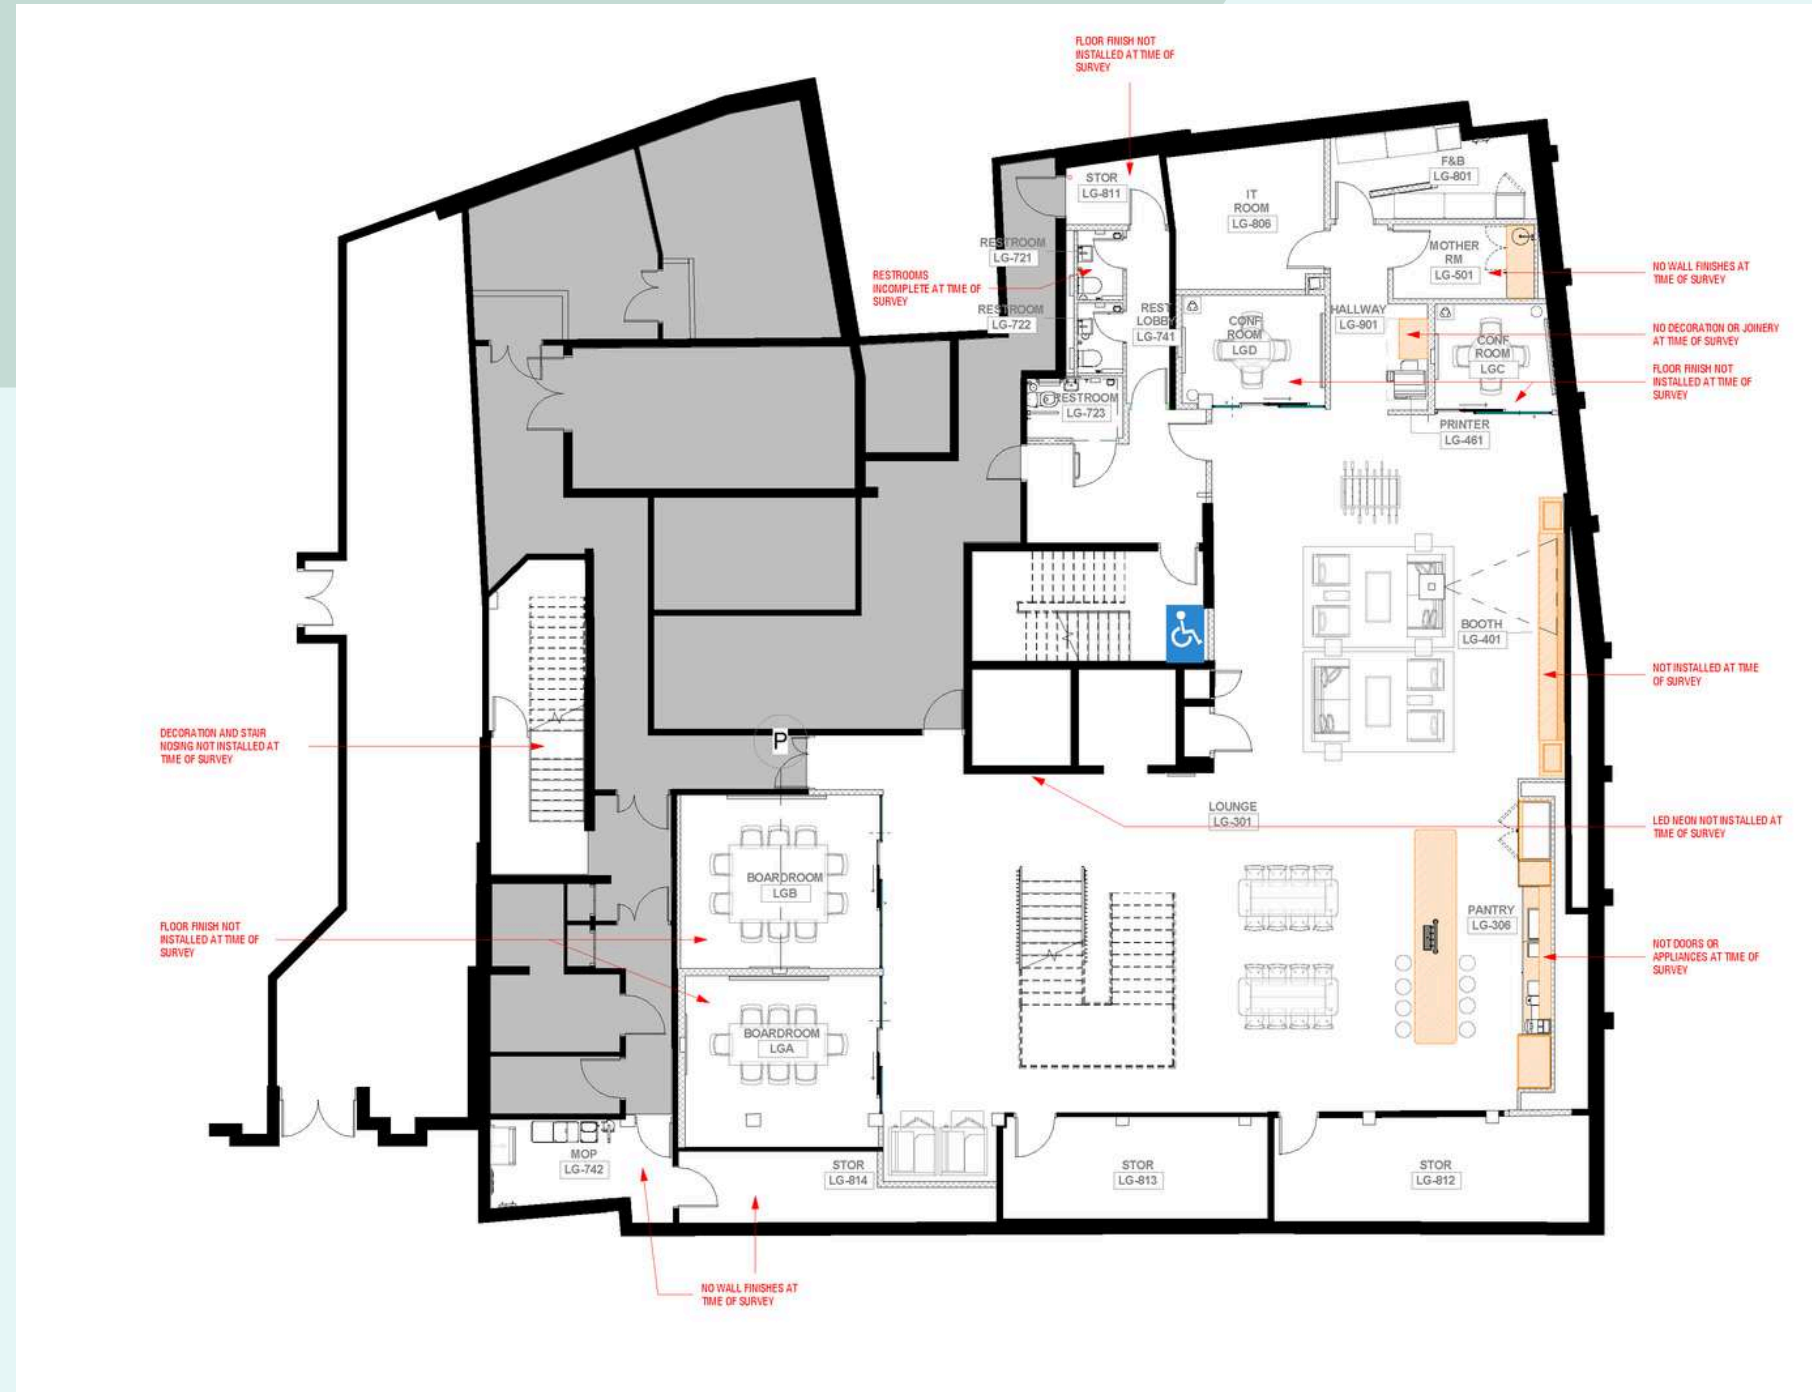 FLOOR FINISH NOT
INSTALLED AT TIME OF
SURVEY
STOR
LG-811
IT
ROOM
LG-806
F&B
LG-801
RESTROOM
LG-721
MOTHER
RM
LG-501
NO WALL FINISHES AT
TIME OF SURVEY
RESTROOMS
INCOMPLETE AT TIME OF
SURVEY
RESTROOM
LG-722
REST
LOBBY
LG-741
CONF
ROOM
LGD
HALLWAY
LG-901
CONF
ROOM
LGC
NO DECORATION OR JOINERY
AT TIME OF SURVEY
FLOOR FINISH NOT
INSTALLED AT TIME OF
SURVEY
RESTROOM
LG-723
PRINTER
LG-461
BOOTH
LG-401
NOT INSTALLED AT TIME
OF SURVEY
DECORATION AND STAIR
NOSING NOT INSTALLED AT
TIME OF SURVEY
P
LOUNGE
LG-301
LED NEON NOT INSTALLED AT
TIME OF SURVEY
BOARDROOM
LGB
PANTRY
LG-306
FLOOR FINISH NOT
INSTALLED AT TIME OF
SURVEY
NOT DOORS OR
APPLIANCES AT TIME OF
SURVEY
BOARDROOM
LGA
MOP
LG-742
STOR
LG-814
STOR
LG-813
STOR
LG-812
NO WALL FINISHES AT
TIME OF SURVEY